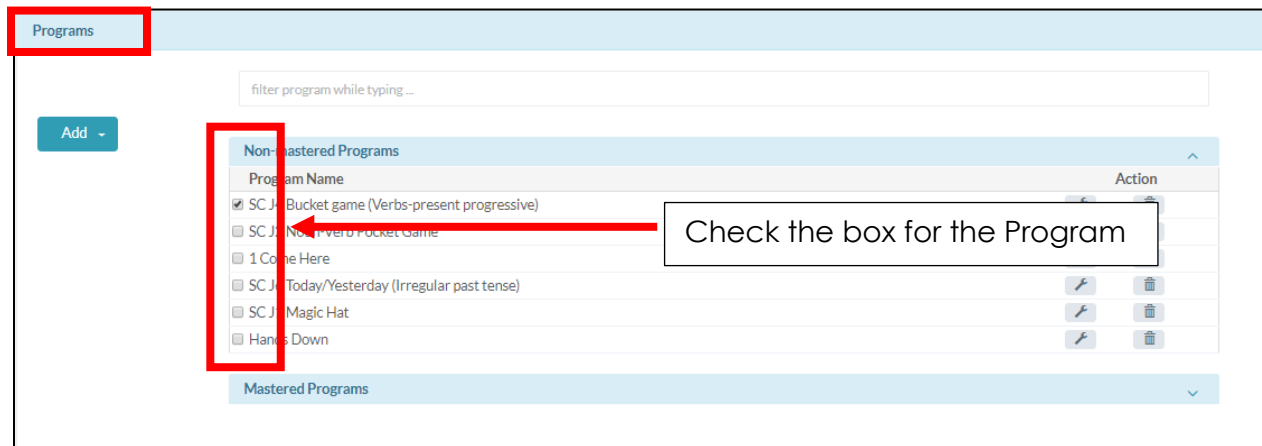 Programs
filter program while typing ...
Add
Non-mastered Programs
Program Name Action
SC J4 Bucket game (Verbs-present progressive)
SC Verb Pocket Game
Check the box for the Program
1 Come Here
SC Today/Yesterday (Irregular past tense)
SC Magic Hat
Hands Down
Mastered Programs